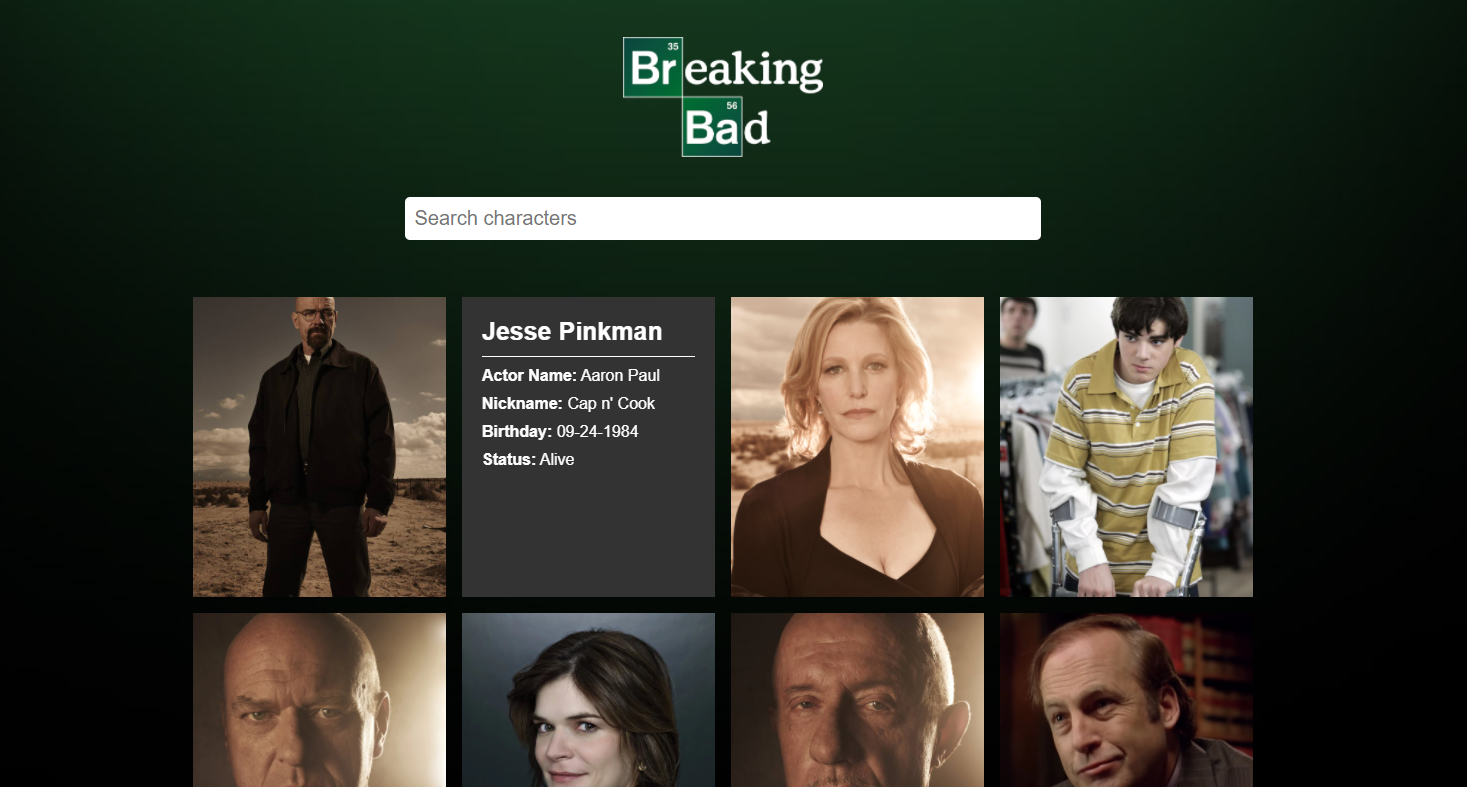 35
Breaking
56
Bad
Search characters
Jesse Pinkman
Actor Name: Aaron Paul
Nickname: Cap n' Cook
Birthday: 09-24-1984
Status: Alive